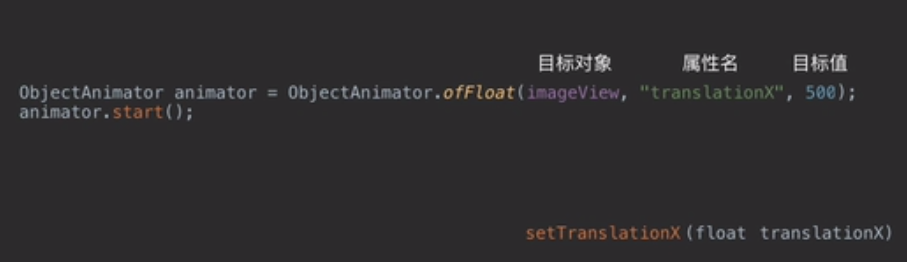 目标对象 属性名 目标值
ObjectAnimator animator = ObjectAnimator.ofFloat(imageView, "translationX", 500);
animator.start();
setTranslationX(float translationX)